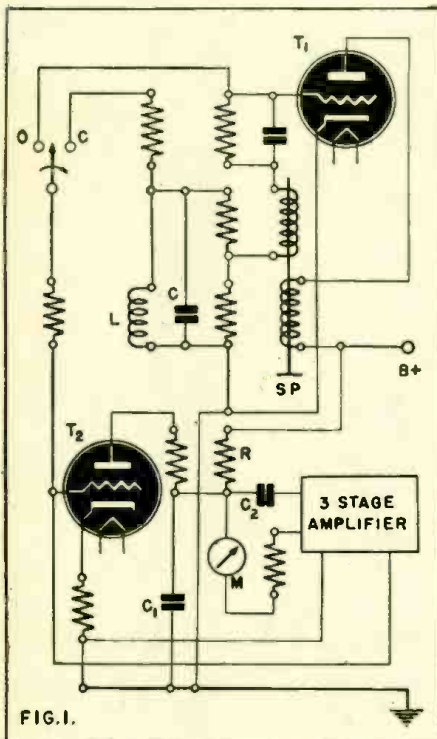 T₁
O C
C
L
SP
B+
T₂
R
C₂
3 STAGE
AMPLIFIER
M
C₁
FIG.1.